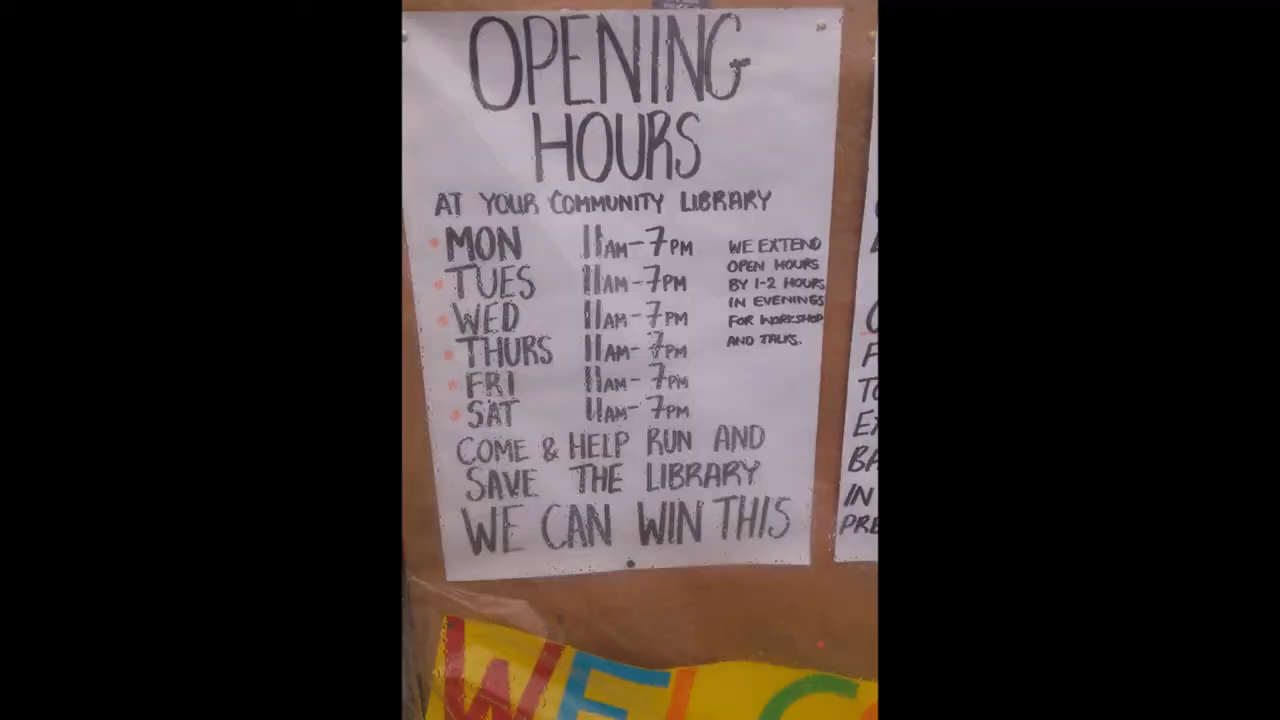 OPENING
HOURS
AT YOUR COMMUNITY LIBRARY
MON 11AM-7PM
TUES 11AM-7PM
WED 11AM-7PM
THURS 11AM-7PM
FRI 11AM-7PM
SAT 11AM-7PM
WE EXTEND
OPEN HOURS
BY 1-2 HOURS
IN EVENINGS
FOR WORKSHOP
AND TALKS.
COME & HELP RUN AND
SAVE THE LIBRARY
WE CAN WIN THIS
IN